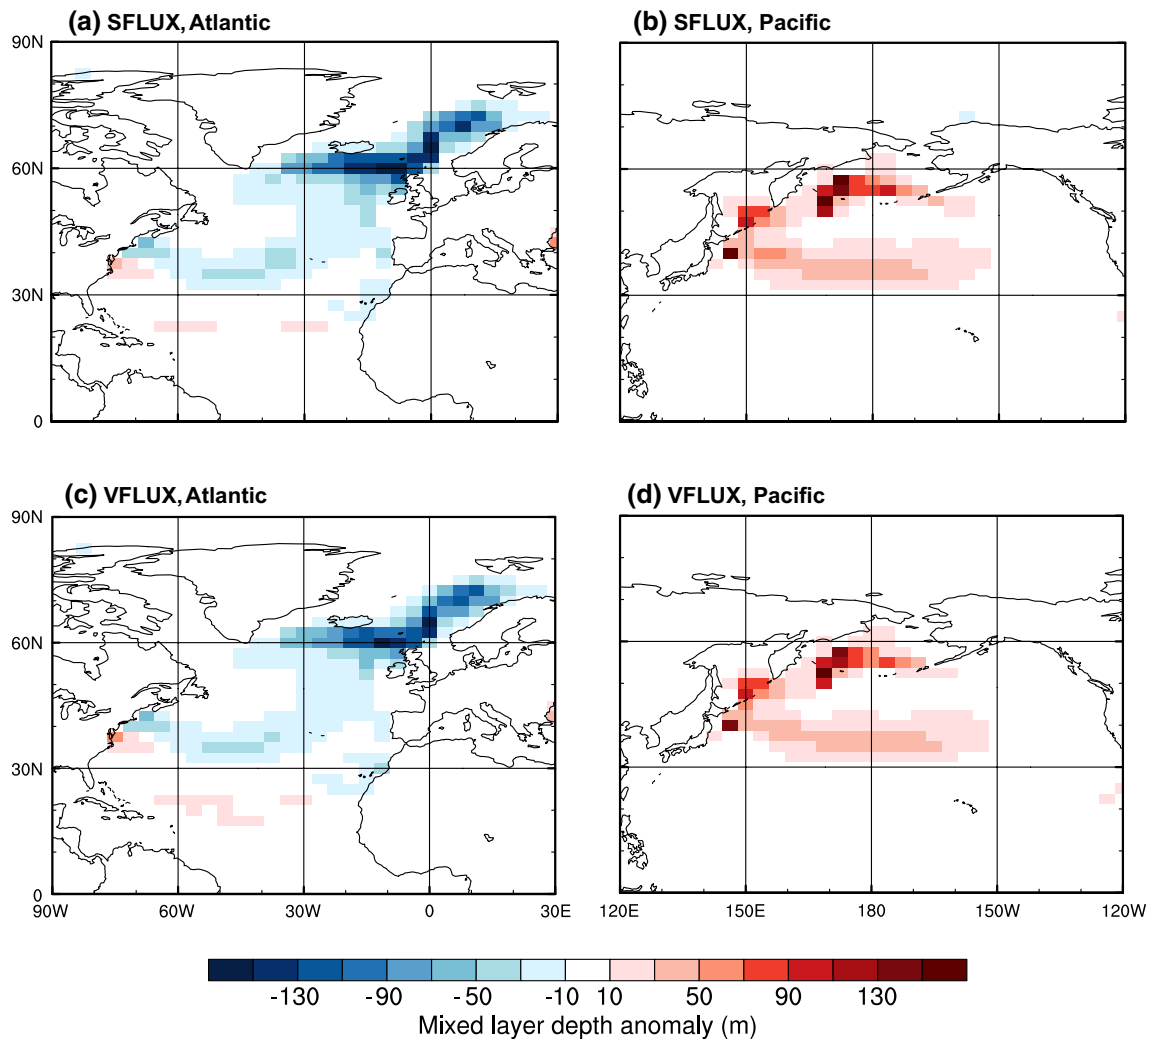 (a) SFLUX, Atlantic
(b) SFLUX, Pacific
90N
60N
30N
0
(c) VFLUX, Atlantic
(d) VFLUX, Pacific
90N
60N
30N
0
90W 60W 30W 0 30E
120E 150E 180 150W 120W
-130 -90 -50 -10 10 50 90 130
Mixed layer depth anomaly (m)